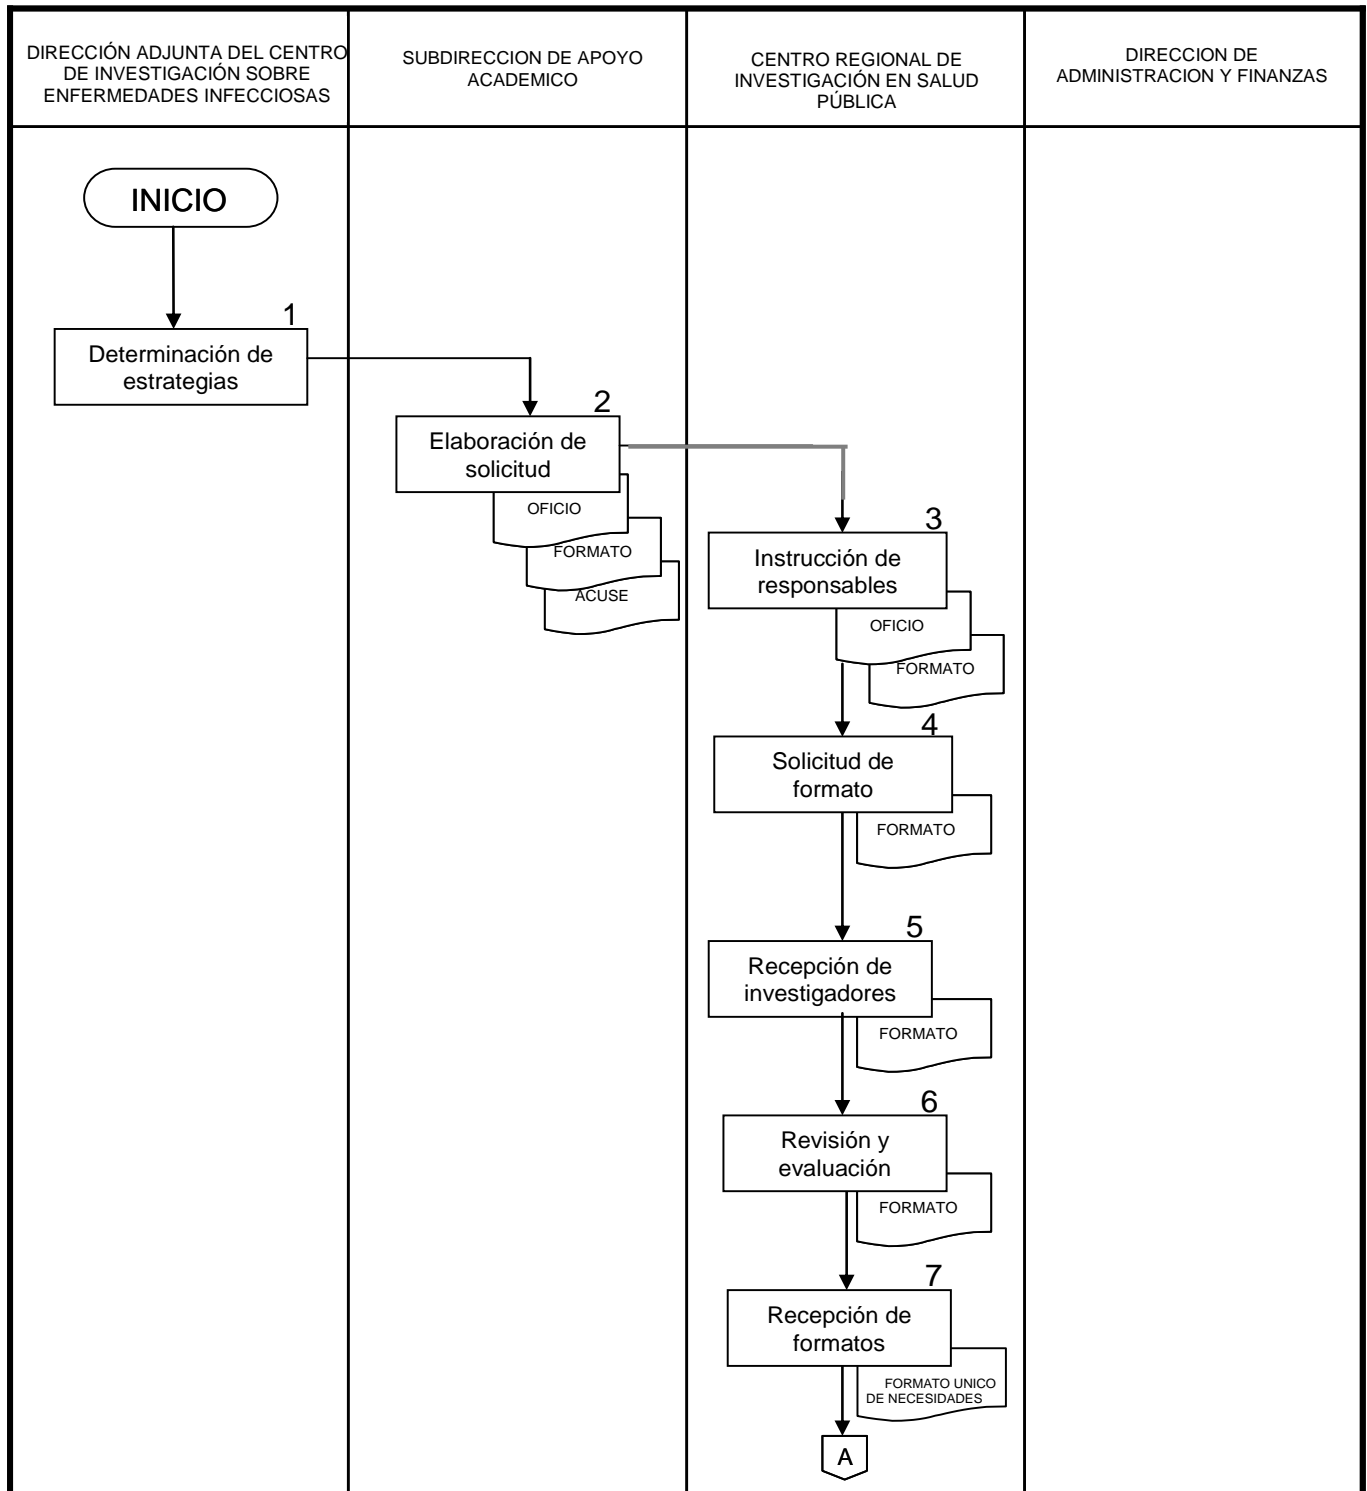 DIRECCIÓN ADJUNTA DEL CENTRO
DE INVESTIGACIÓN SOBRE
ENFERMEDADES INFECCIOSAS
SUBDIRECCION DE APOYO
ACADEMICO
CENTRO REGIONAL DE
INVESTIGACIÓN EN SALUD
PÚBLICA
DIRECCION DE
ADMINISTRACION Y FINANZAS
INICIO
1
Determinación de
estrategias
2
Elaboración de
solicitud
OFICIO
FORMATO
ACUSE
3
Instrucción de
responsables
OFICIO
FORMATO
4
Solicitud de
formato
FORMATO
5
Recepción de
investigadores
FORMATO
6
Revisión y
evaluación
FORMATO
7
Recepción de
formatos
FORMATO UNICO
DE NECESIDADES
A